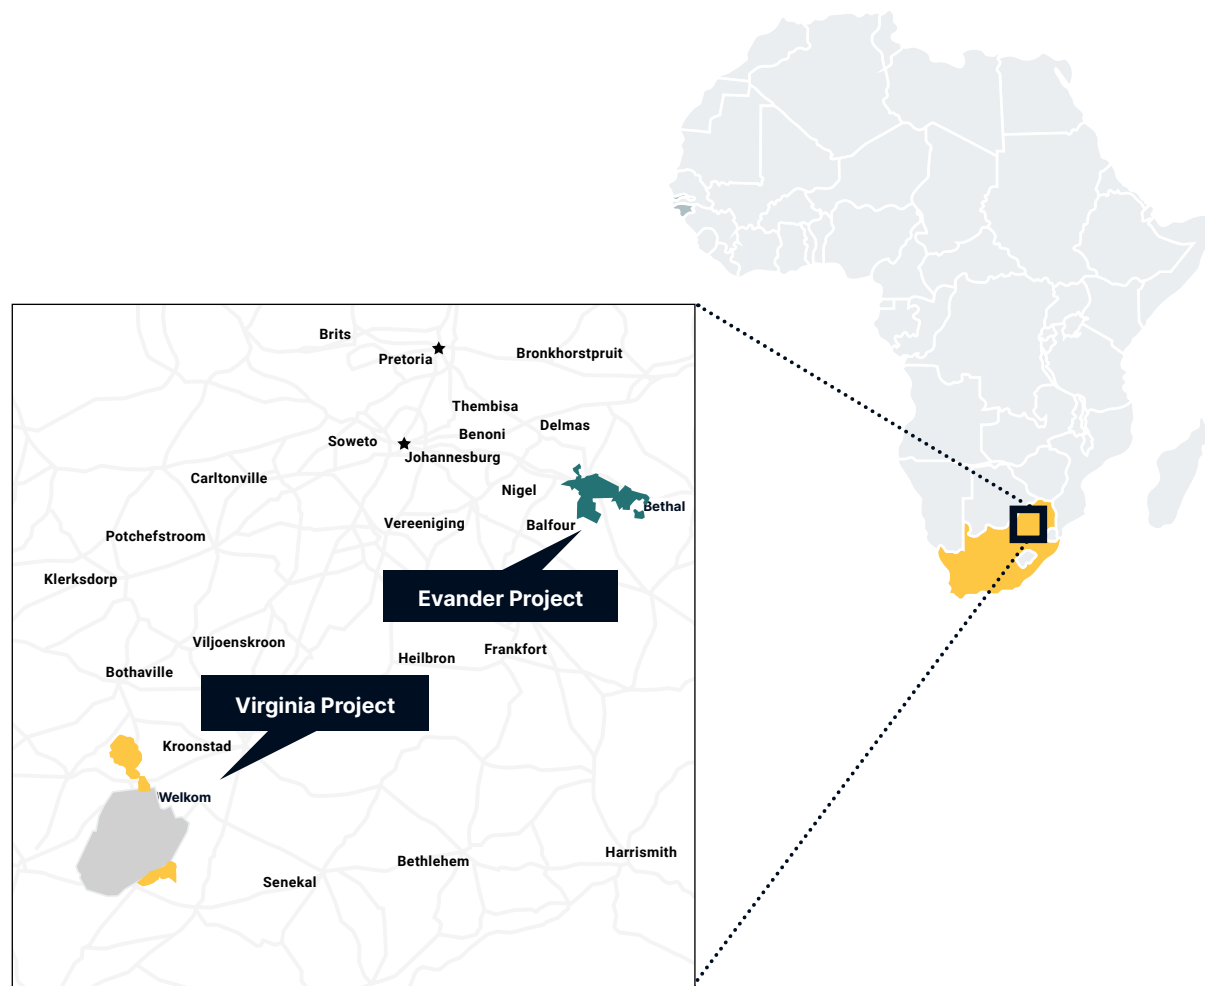 Brits
Pretoria
Bronkhorstpruit
Thembisa
Delmas
Benoni
Soweto
Johannesburg
Carltonville
Nigel
Bethal
Vereeniging
Balfour
Potchefstroom
Klerksdorp
Evander Project
Viljoenskroon
Frankfort
Heilbron
Bothaville
Virginia Project
Kroonstad
Welkom
Harrismith
Bethlehem
Senekal